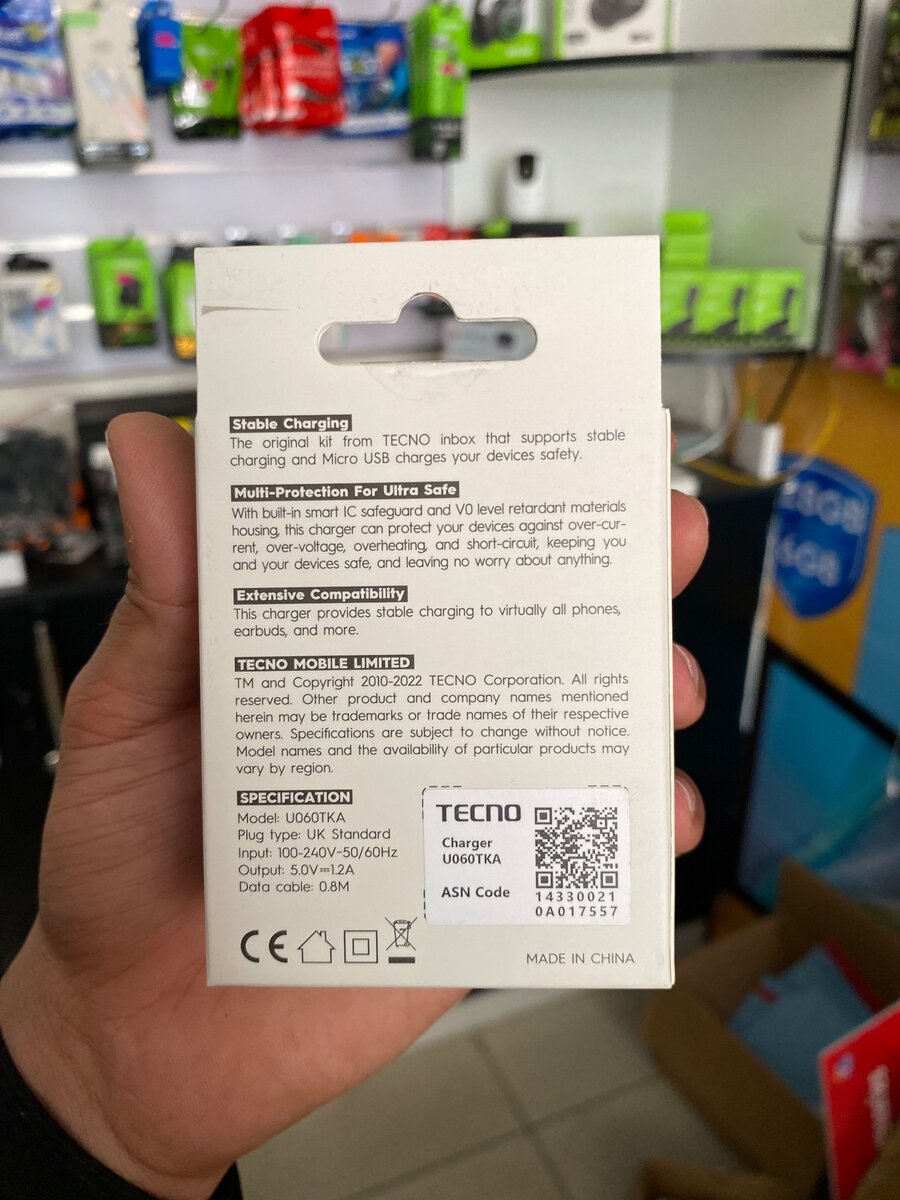 Stable Charging
The original kit from TECNO inbox that supports stable
charging and Micro USB charges your devices safety.
Multi-Protection For Ultra Safe
With built-in smart IC safeguard and V0 level retardant materials
housing, this charger can protect your devices against over-cur-
rent, over-voltage, overheating, and short-circuit, keeping you
and your devices safe, and leaving no worry about anything.
Extensive Compatibility
This charger provides stable charging to virtually all phones,
earbuds, and more.
TECNO MOBILE LIMITED
TM and Copyright 2010-2022 TECNO Corporation. All rights
reserved. Other product and company names mentioned
herein may be trademarks or trade names of their respective
owners. Specifications are subject to change without notice.
Model names and the availability of particular products may
vary by region.
SPECIFICATION
Model: U060TKA
Plug type: UK Standard
Input: 100-240V~50/60Hz
Output: 5.0V⎓1.2A
Data cable: 0.8M
TECNO
Charger
U060TKA
ASN Code
14330021
0A017557
CE
MADE IN CHINA
128GB
6GB